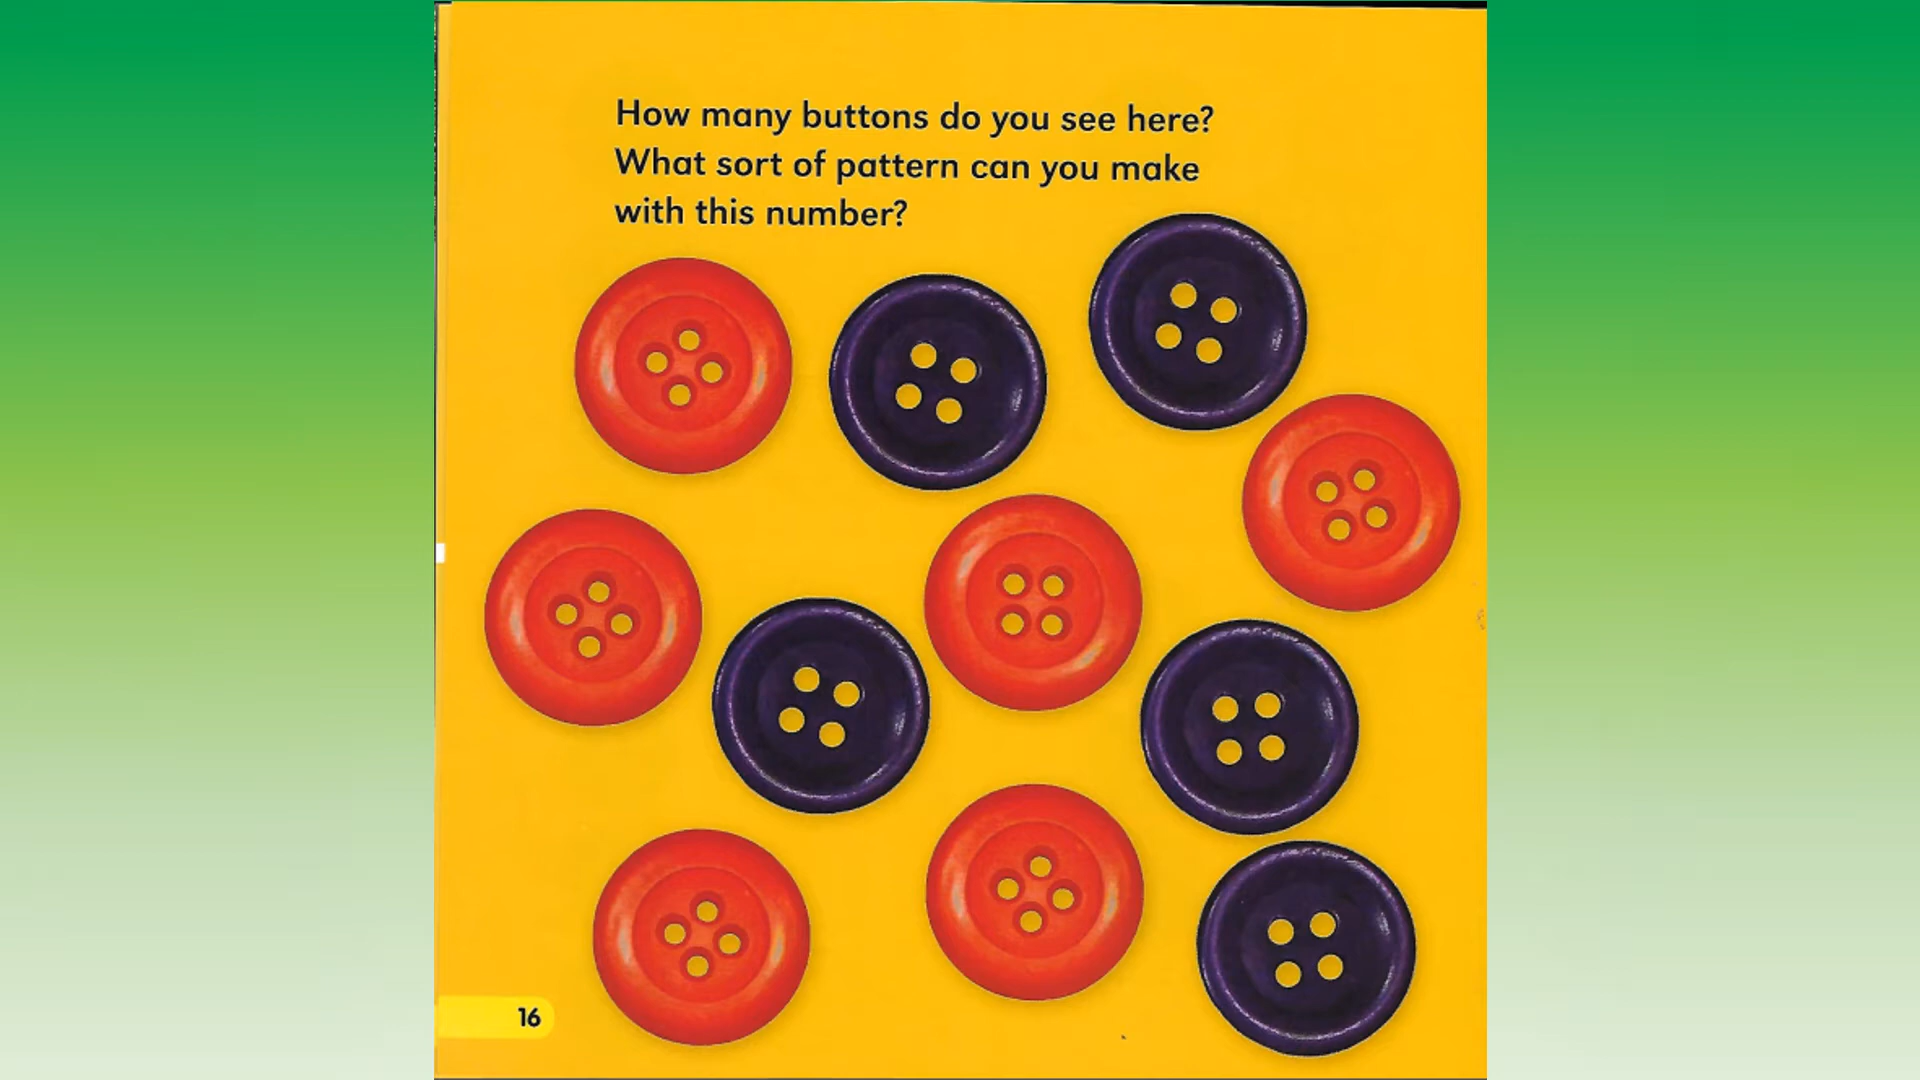 How many buttons do you see here?
What sort of pattern can you make
with this number?
16